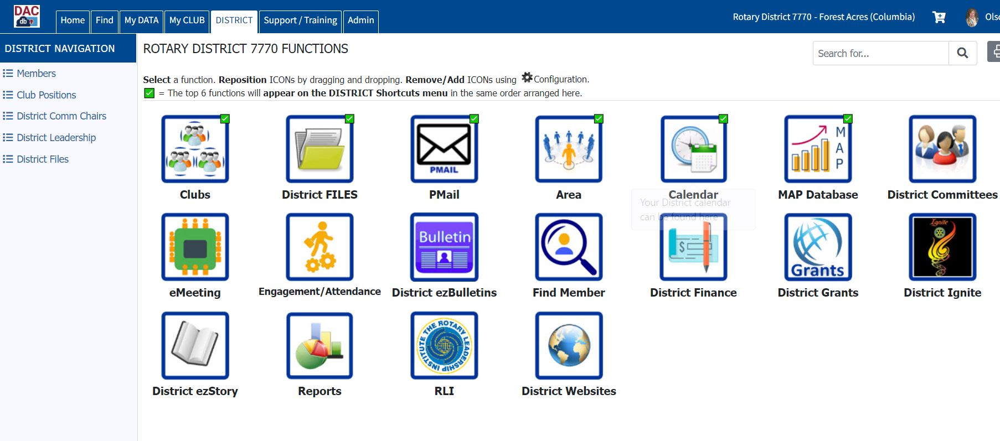 DAC
db
Home
Find
My DATA
My CLUB
DISTRICT
Support / Training
Admin
Rotary District 7770 - Forest Acres (Columbia)
DISTRICT NAVIGATION
Members
Club Positions
District Comm Chairs
District Leadership
District Files
ROTARY DISTRICT 7770 FUNCTIONS
Search for...
Select a function. Reposition ICONs by dragging and dropping. Remove/Add ICONs using Configuration.
= The top 6 functions will appear on the DISTRICT Shortcuts menu in the same order arranged here.
PMAIL
MAP
Clubs
District FILES
PMail
Area
Calendar
MAP Database
District Committees
Your District calendar
can be found here
Bulletin
$
Grants
Ignite
eMeeting
Engagement/Attendance
District ezBulletins
Find Member
District Finance
District Grants
District Ignite
THE ROTARY LEADERSHIP INSTITUTE
District ezStory
Reports
RLI
District Websites